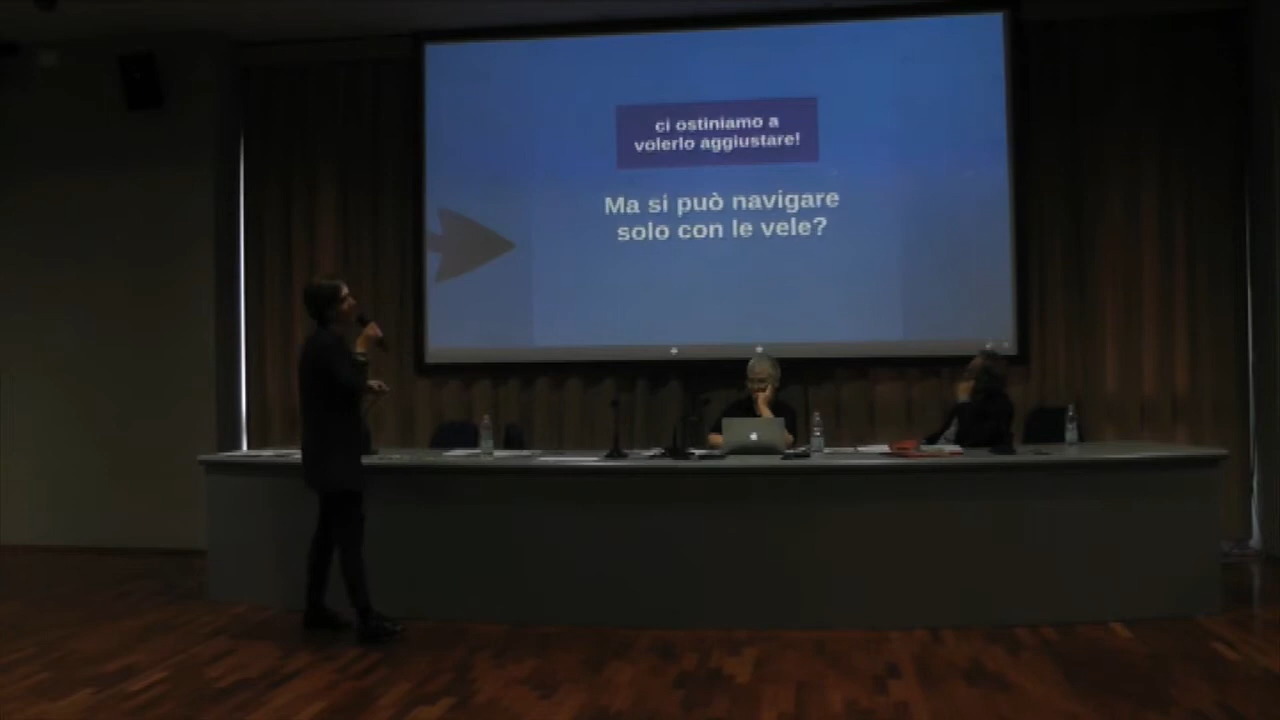 ci ostiniamo a
volerlo aggiustare!
Ma si può navigare
solo con le vele?